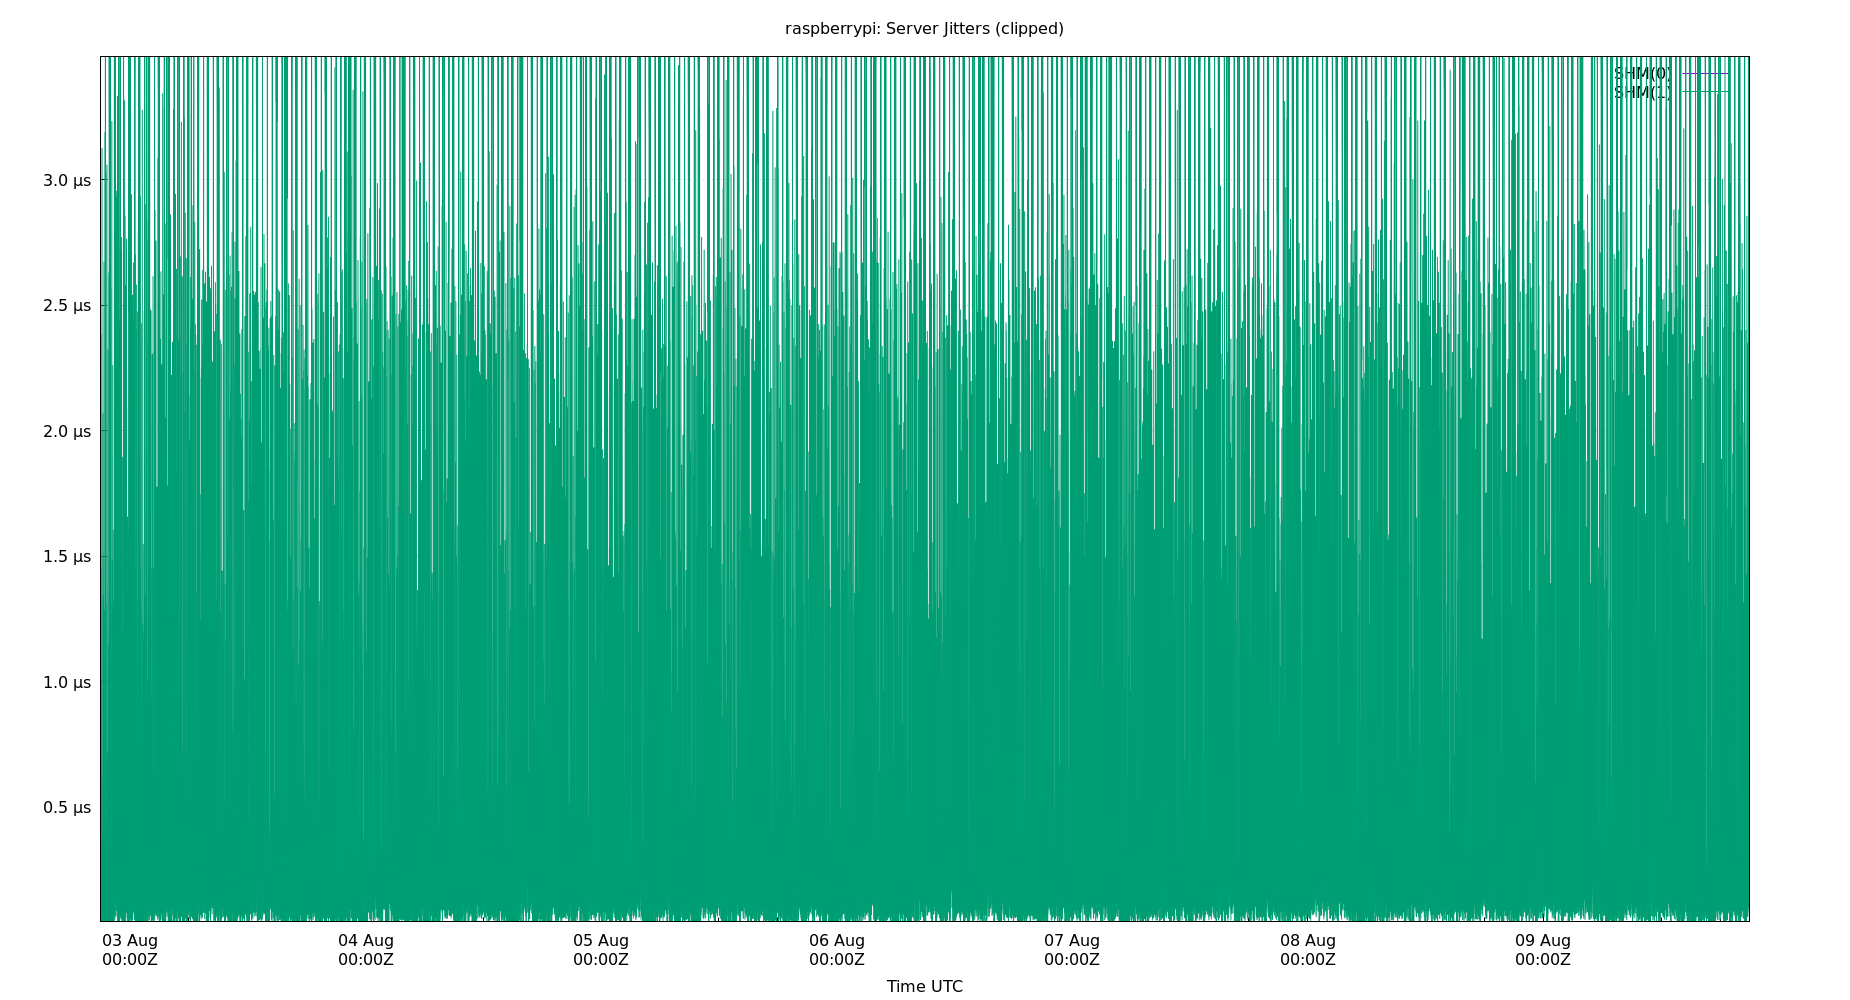 raspberrypi: Server Jitters (clipped)
SHM(0)
SHM(1)
3.0 μs
2.5 μs
2.0 μs
1.5 μs
1.0 μs
0.5 μs
03 Aug 04 Aug 05 Aug 06 Aug 07 Aug 08 Aug 09 Aug
00:00Z 00:00Z 00:00Z 00:00Z 00:00Z 00:00Z 00:00Z
Time UTC